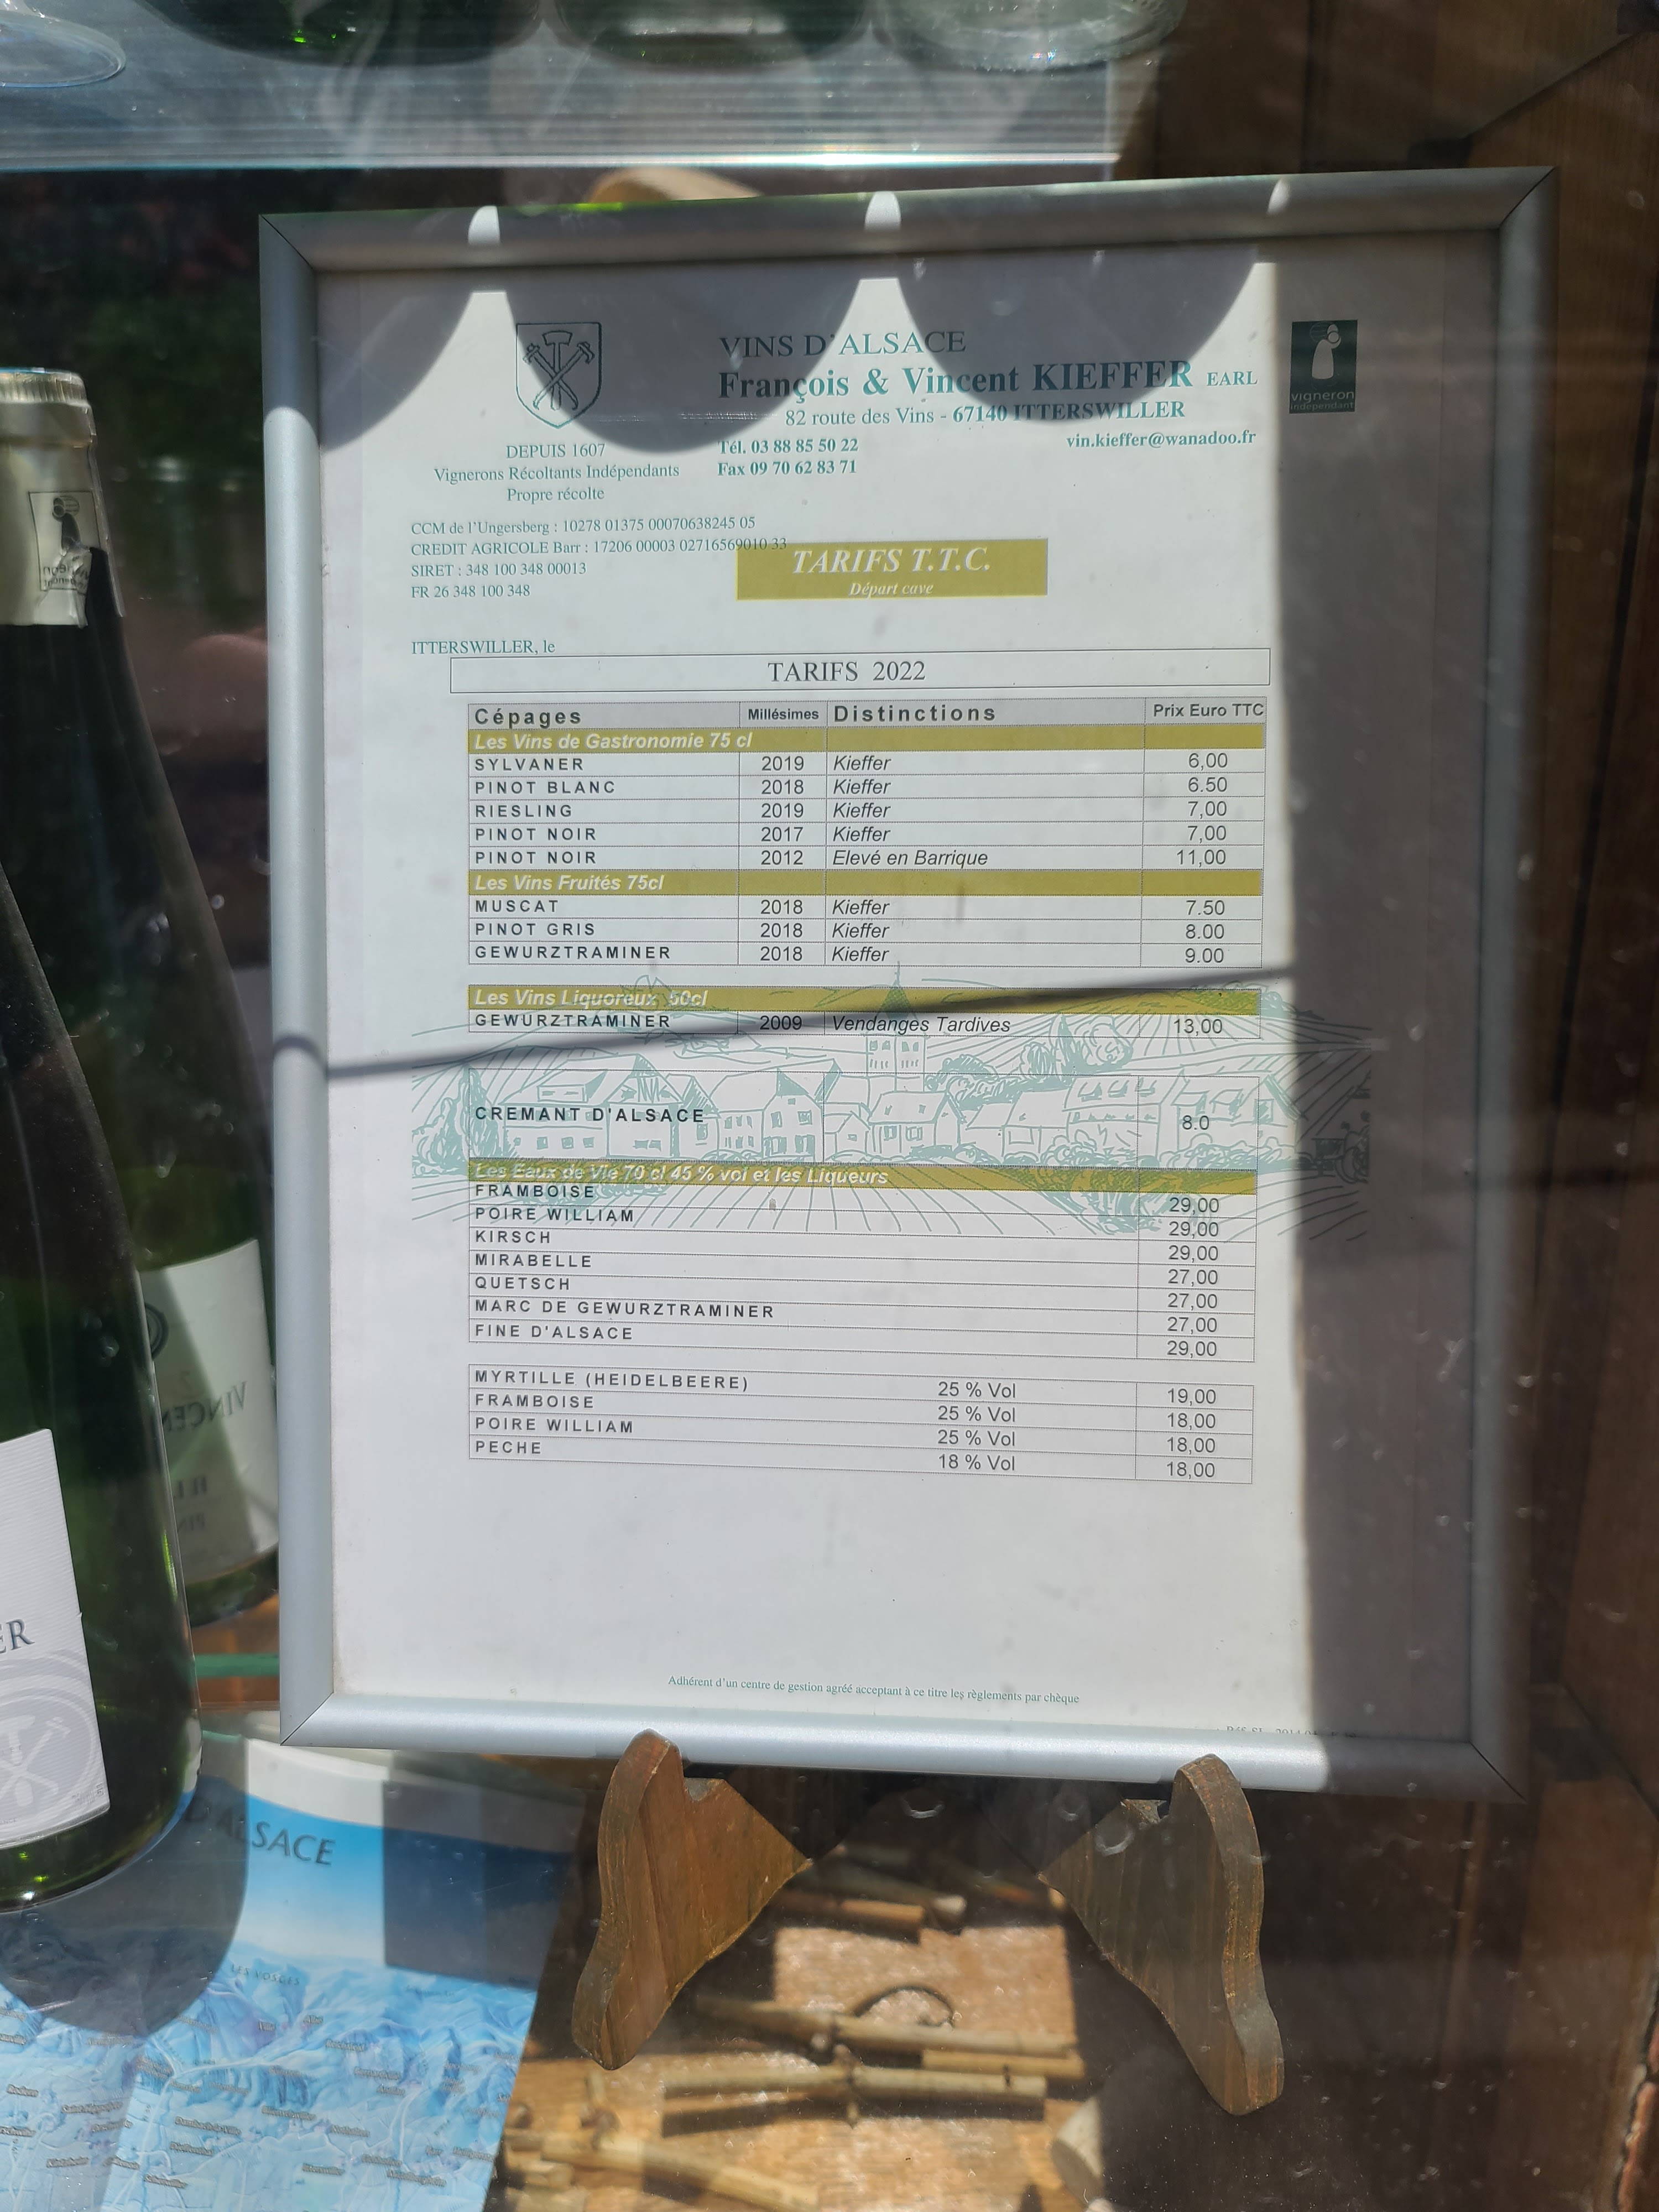 VINS D'ALSACE
François & Vincent KIEFFER EARL
82 route des Vins - 67140 ITTERSWILLER
vigneron
indépendant
DEPUIS 1607
Vignerons Récoltants Indépendants
Propre récolte
Tél. 03 88 85 50 22
Fax 09 70 62 83 71
vin.kieffer@wanadoo.fr
CCM de l'Ungersberg : 10278 01375 00070638245 05
CREDIT AGRICOLE Barr : 17206 00003 02716569010 33
SIRET : 348 100 348 00013
FR 26 348 100 348
TARIFS T.T.C.
Départ cave
ITTERSWILLER, le
TARIFS 2022
Cépages Millésimes Distinctions Prix Euro TTC
Les Vins de Gastronomie 75 cl
SYLVANER 2019 Kieffer 6,00
PINOT BLANC 2018 Kieffer 6.50
RIESLING 2019 Kieffer 7,00
PINOT NOIR 2017 Kieffer 7,00
PINOT NOIR 2012 Elevé en Barrique 11,00
Les Vins Fruités 75cl
MUSCAT 2018 Kieffer 7.50
PINOT GRIS 2018 Kieffer 8.00
GEWURZTRAMINER 2018 Kieffer 9.00
Les Vins Liquoreux 50cl
GEWURZTRAMINER 2009 Vendanges Tardives 13,00
CREMANT D'ALSACE 8.0
Les Eaux de Vie 70 cl 45 % vol et les Liqueurs
FRAMBOISE 29,00
POIRE WILLIAM 29,00
KIRSCH 29,00
MIRABELLE 27,00
QUETSCH 27,00
MARC DE GEWURZTRAMINER 27,00
FINE D'ALSACE 29,00
MYRTILLE (HEIDELBEERE) 25 % Vol 19,00
FRAMBOISE 25 % Vol 18,00
POIRE WILLIAM 25 % Vol 18,00
PECHE 18 % Vol 18,00
Adhérent d'un centre de gestion agréé acceptant à ce titre les règlements par chèque
VINCEN
ER
D'ALSACE
LES VOSGES